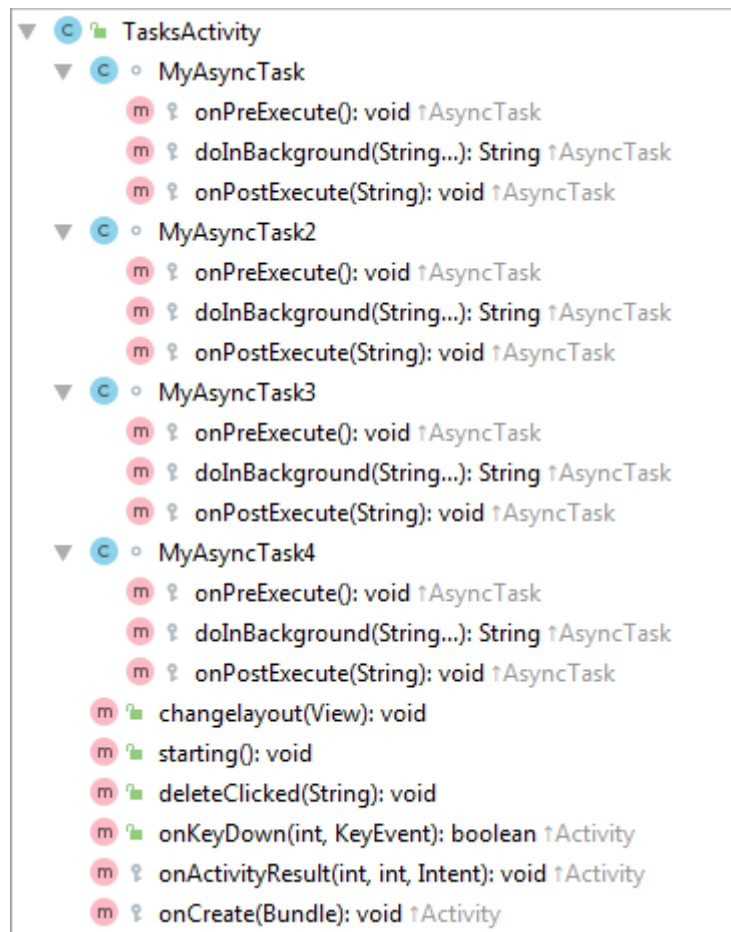 C TasksActivity
C MyAsyncTask
m onPreExecute(): void ↑AsyncTask
m doInBackground(String...): String ↑AsyncTask
m onPostExecute(String): void ↑AsyncTask
C MyAsyncTask2
m onPreExecute(): void ↑AsyncTask
m doInBackground(String...): String ↑AsyncTask
m onPostExecute(String): void ↑AsyncTask
C MyAsyncTask3
m onPreExecute(): void ↑AsyncTask
m doInBackground(String...): String ↑AsyncTask
m onPostExecute(String): void ↑AsyncTask
C MyAsyncTask4
m onPreExecute(): void ↑AsyncTask
m doInBackground(String...): String ↑AsyncTask
m onPostExecute(String): void ↑AsyncTask
m changelayout(View): void
m starting(): void
m deleteClicked(String): void
m onKeyDown(int, KeyEvent): boolean ↑Activity
m onActivityResult(int, int, Intent): void ↑Activity
m onCreate(Bundle): void ↑Activity